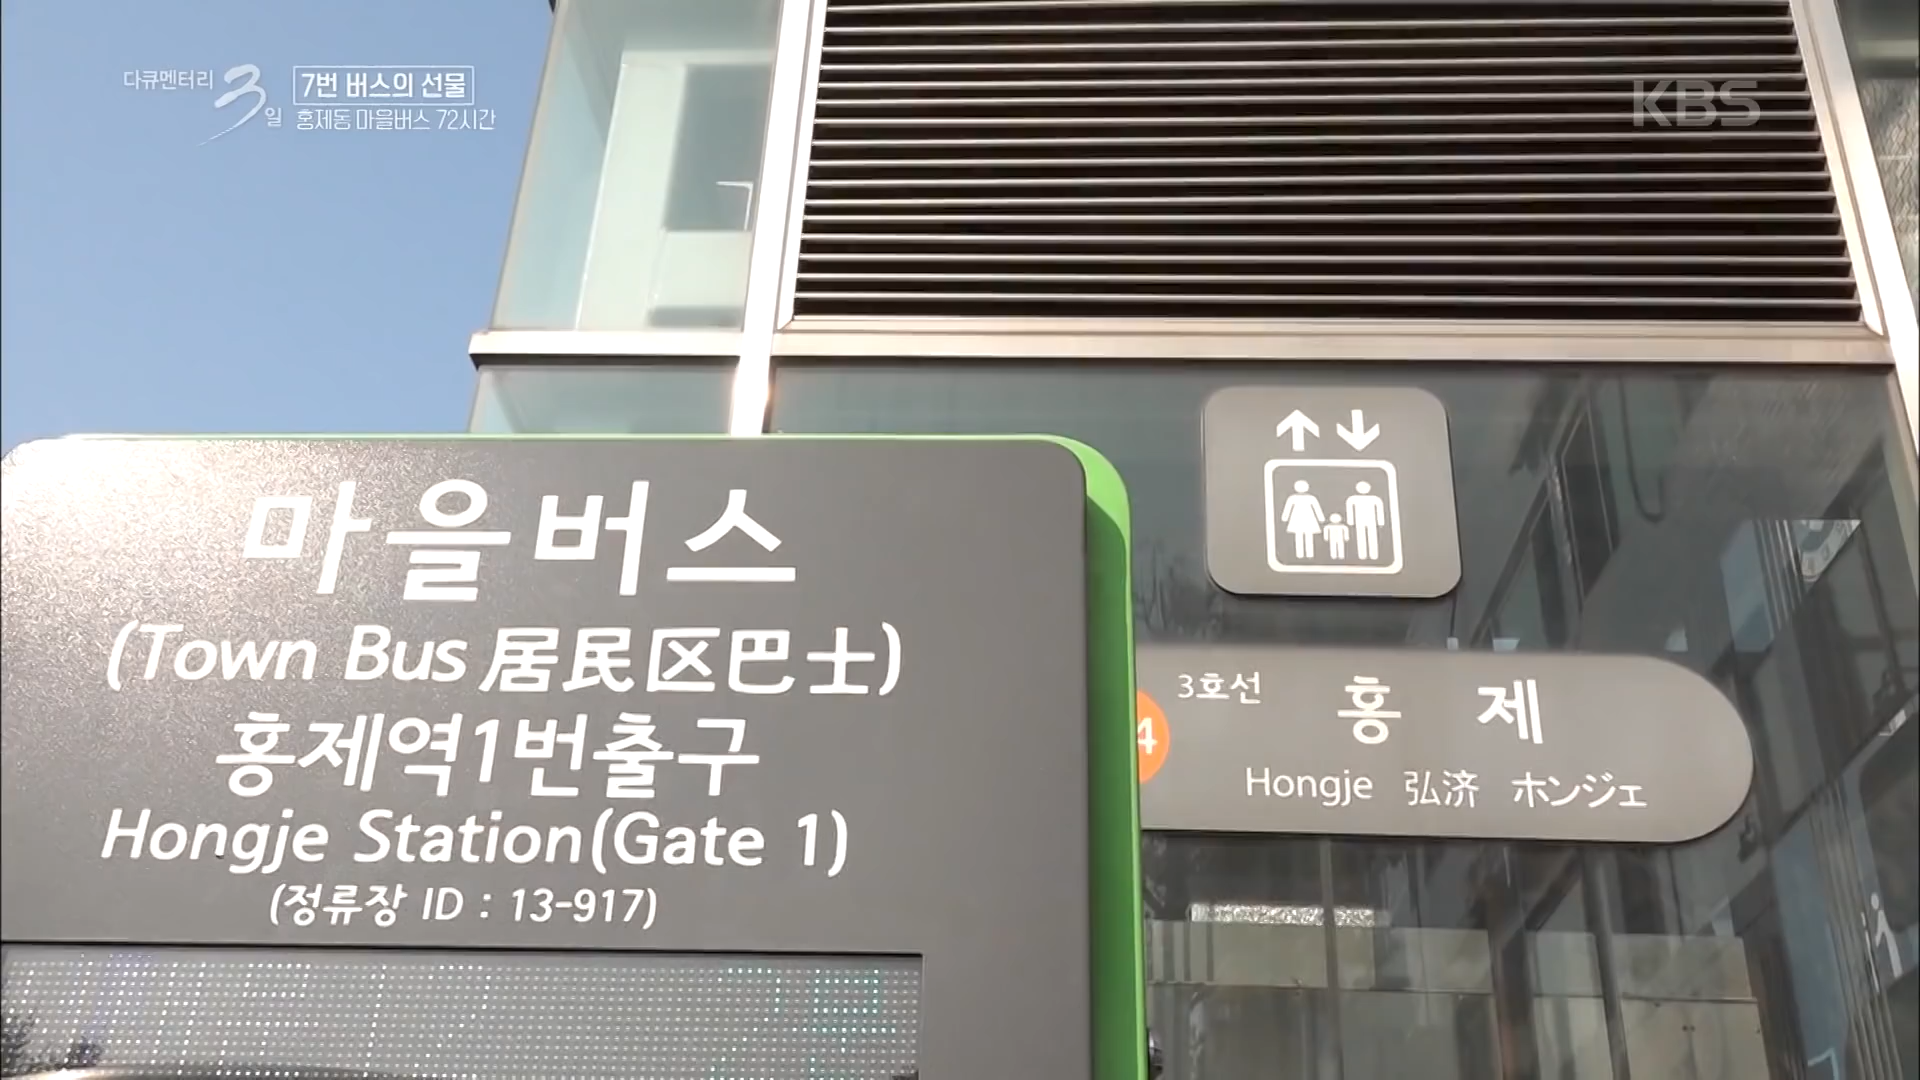 다큐멘터리 3일
7번 버스의 선물
홍제동 마을버스 72시간
KBS
마을버스
(Town Bus 居民区巴士)
홍제역1번출구
Hongje Station(Gate 1)
(정류장 ID : 13-917)
4 3호선 홍제
Hongje 弘济 ホンジェ